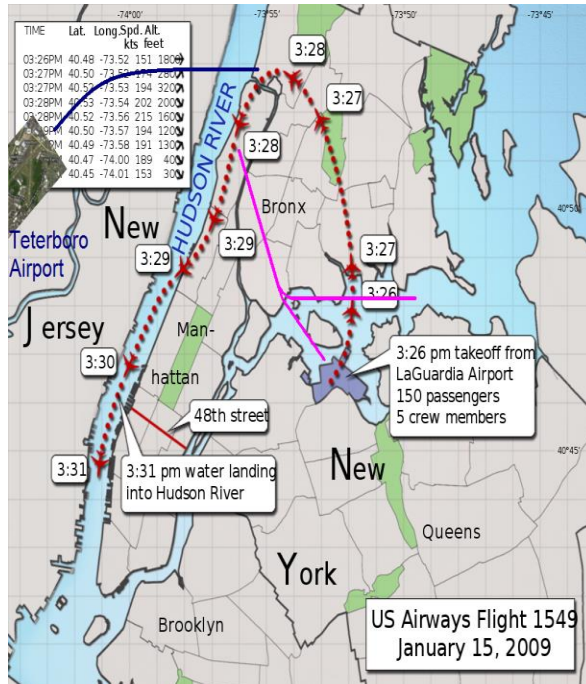 -74°00'
-73°55'
-73°50'
-73°45'
TIME Lat. Long. Spd. Alt.
kts feet
03:26PM 40.48 -73.52 151 1800
03:27PM 40.50 2800
03:27PM -73.53 194 3200
03:28PM -73.54 202 2000
40.52 -73.56 215 1600
40.50 -73.57 194 1200
40.49 -73.58 191 1300
40.47 -74.00 189 400
40.45 -74.01 153 300
3:28
3:27
HUDSON RIVER
3:28
Bronx
40°50'
New
Teterboro
Airport
3:29
3:29
3:27
3:26
Jersey
Man-
hattan
3:30
3:26 pm takeoff from
LaGuardia Airport
150 passengers
5 crew members
48th street
3:31
3:31 pm water landing
into Hudson River
40°45'
New
Queens
York
Brooklyn
US Airways Flight 1549
January 15, 2009